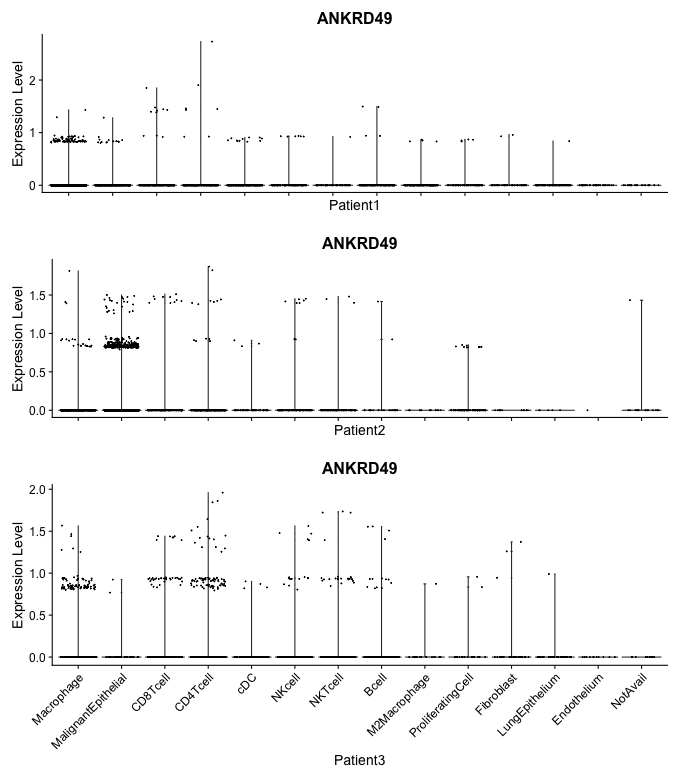 ANKRD49
Expression Level
2
1
0
Patient1
ANKRD49
Expression Level
1.5
1.0
0.5
0.0
Patient2
ANKRD49
Expression Level
2.0
1.5
1.0
0.5
0.0
Macrophage
MalignantEpithelial
CD8Tcell
CD4Tcell
cDC
NKcell
NKTcell
Bcell
M2Macrophage
ProliferatingCell
Fibroblast
LungEpithelium
Endothelium
NotAvail
Patient3